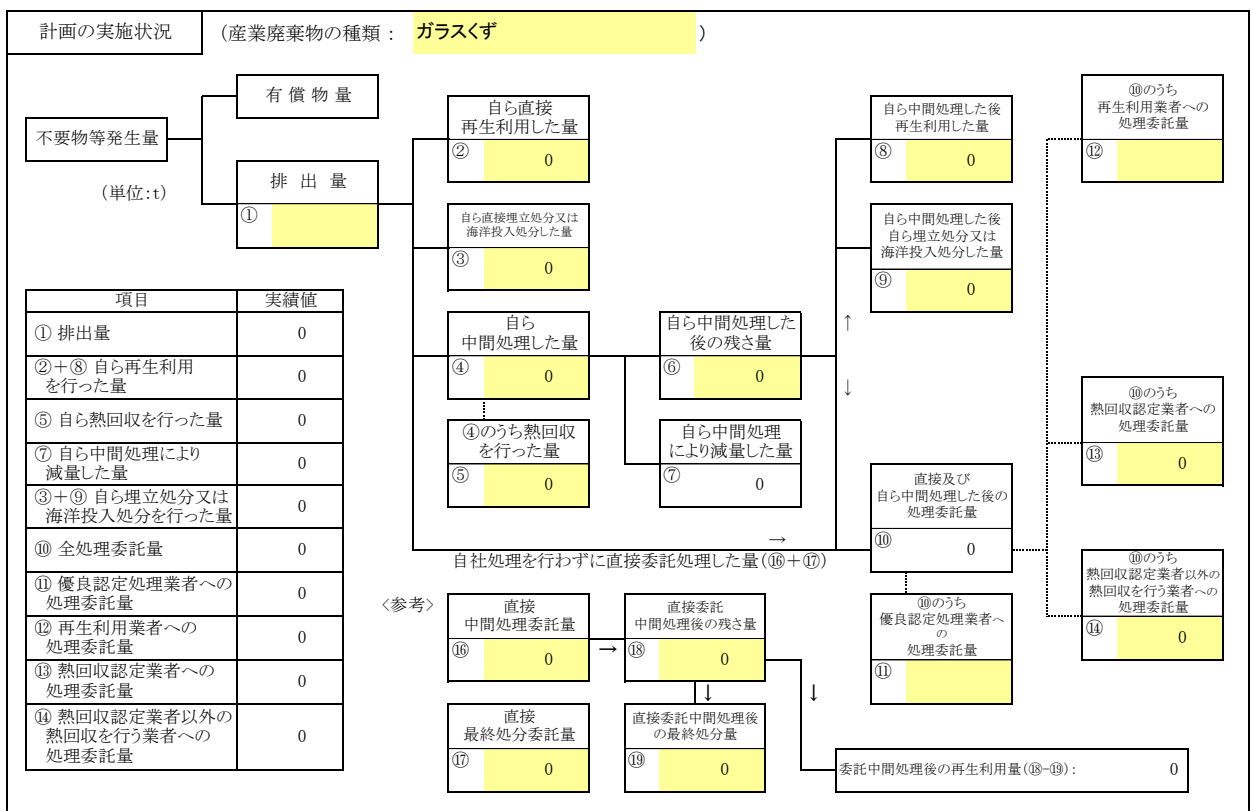 計画の実施状況
(産業廃棄物の種類 : ガラスくず )
不要物等発生量
(単位:t)
有 償 物 量
排 出 量
①
自ら直接
再生利用した量
② 0
自ら直接埋立処分又は
海洋投入処分した量
③ 0
自ら
中間処理した量
④ 0
④のうち熱回収
を行った量
⑤ 0
自ら中間処理した
後の残さ量
⑥ 0
自ら中間処理
により減量した量
⑦ 0
自ら中間処理した後
再生利用した量
⑧ 0
自ら中間処理した後
自ら埋立処分又は
海洋投入処分した量
⑨ 0
↑
↓
直接及び
自ら中間処理した後の
処理委託量
⑩ 0
→
自社処理を行わずに直接委託処理した量(⑯+⑰)
⑩のうち
優良認定処理業者へ
の
処理委託量
⑪
⑩のうち
再生利用業者への
処理委託量
⑫
⑩のうち
熱回収認定業者への
処理委託量
⑬ 0
⑩のうち
熱回収認定業者以外の
熱回収を行う業者への
処理委託量
⑭ 0
項目 実績値
① 排出量 0
②+⑧ 自ら再生利用
を行った量 0
⑤ 自ら熱回収を行った量 0
⑦ 自ら中間処理により
減量した量 0
③+⑨ 自ら埋立処分又は
海洋投入処分を行った量 0
⑩ 全処理委託量 0
⑪ 優良認定処理業者への
処理委託量 0
⑫ 再生利用業者への
処理委託量 0
⑬ 熱回収認定業者への
処理委託量 0
⑭ 熱回収認定業者以外の
熱回収を行う業者への
処理委託量 0
〈参考〉
直接
中間処理委託量
⑯ 0
→
直接委託
中間処理後の残さ量
⑱ 0
↓
↓
直接
最終処分委託量
⑰ 0
直接委託中間処理後
の最終処分量
⑲ 0
委託中間処理後の再生利用量(⑱-⑲) : 0